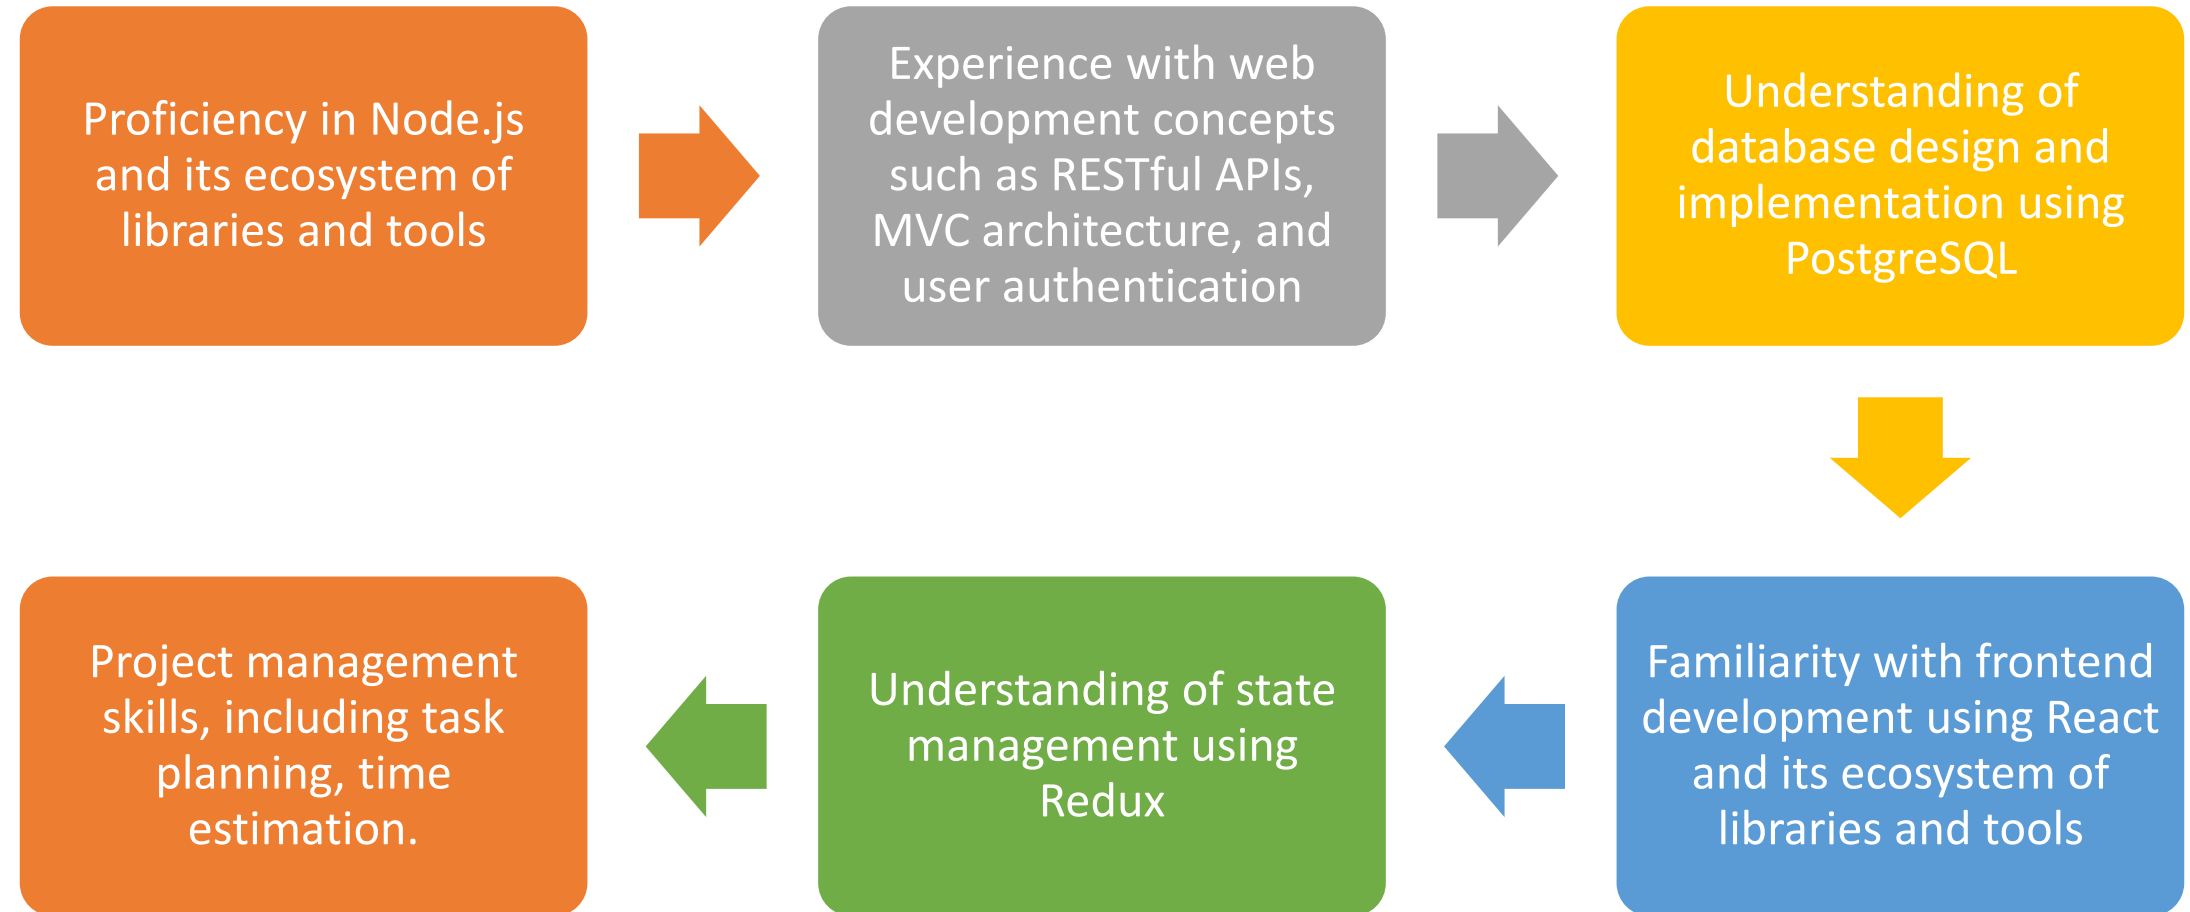 Proficiency in Node.js
and its ecosystem of
libraries and tools
Experience with web
development concepts
such as RESTful APIs,
MVC architecture, and
user authentication
Understanding of
database design and
implementation using
PostgreSQL
Familiarity with frontend
development using React
and its ecosystem of
libraries and tools
Understanding of state
management using
Redux
Project management
skills, including task
planning, time
estimation.